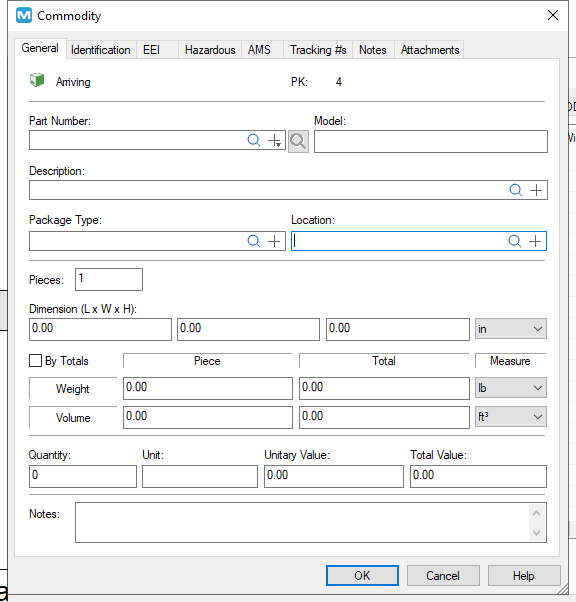 Commodity
General Identification EEI Hazardous AMS Tracking #s Notes Attachments
Arriving PK: 4
Part Number: Model:
Description:
Package Type: Location:
Pieces: 1
Dimension (L x W x H):
0.00 0.00 0.00 in
By Totals Piece Total Measure
Weight 0.00 0.00 lb
Volume 0.00 0.00 ft³
Quantity: Unit: Unitary Value: Total Value:
0 0.00 0.00
Notes:
OK Cancel Help